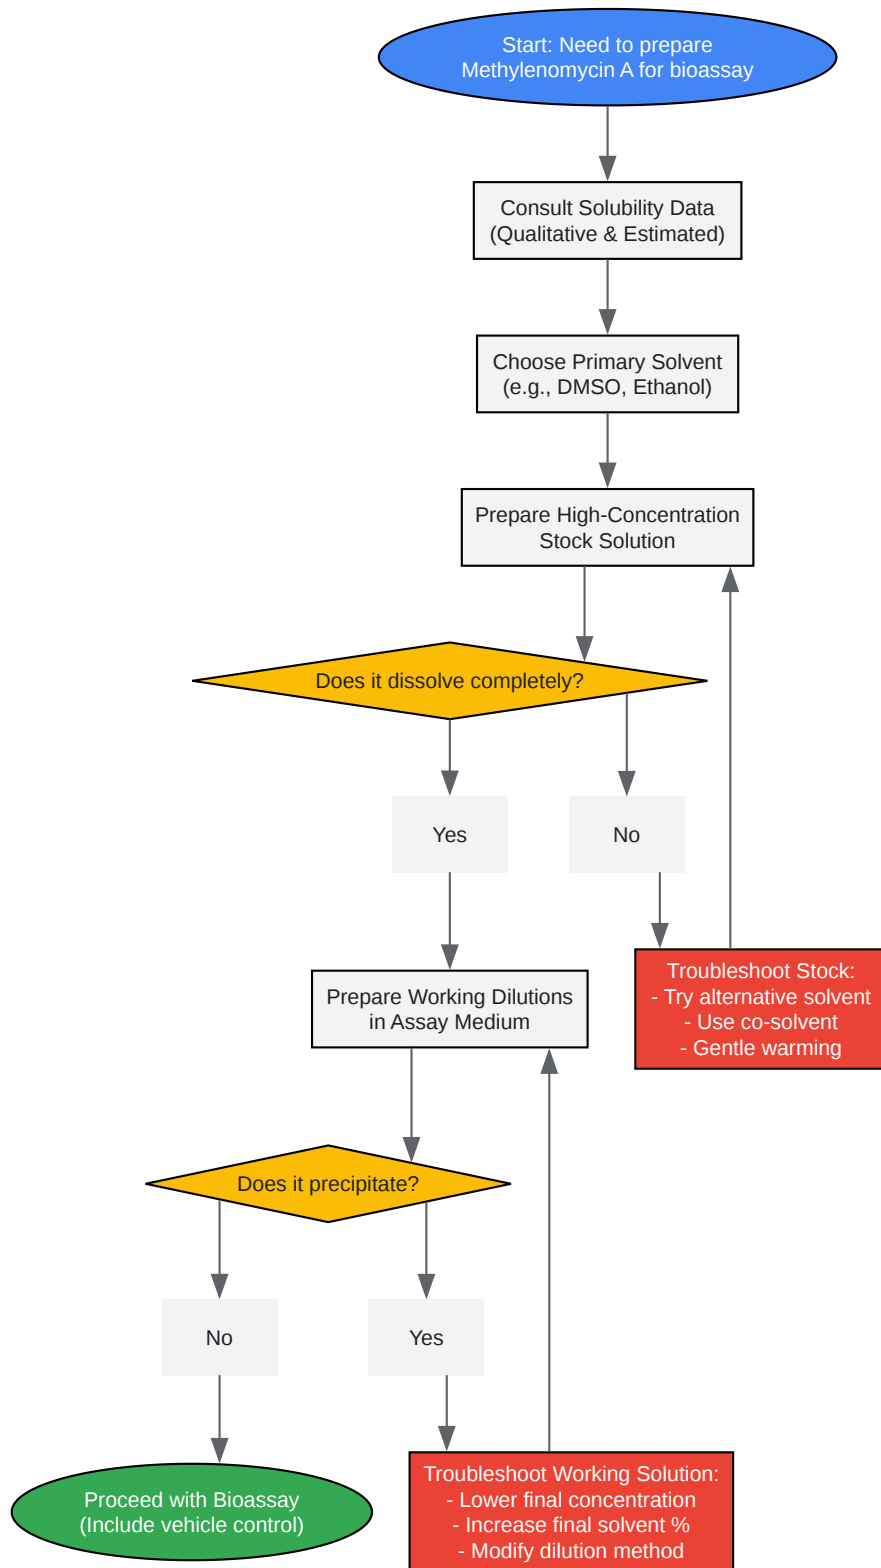 Start: Need to prepare
Methylenomycin A for bioassay
Consult Solubility Data
(Qualitative & Estimated)
Choose Primary Solvent
(e.g., DMSO, Ethanol)
Prepare High-Concentration
Stock Solution
Does it dissolve completely?
Yes
No
Troubleshoot Stock:
- Try alternative solvent
- Use co-solvent
- Gentle warming
Prepare Working Dilutions
in Assay Medium
Does it precipitate?
No
Yes
Troubleshoot Working Solution:
- Lower final concentration
- Increase final solvent %
- Modify dilution method
Proceed with Bioassay
(Include vehicle control)